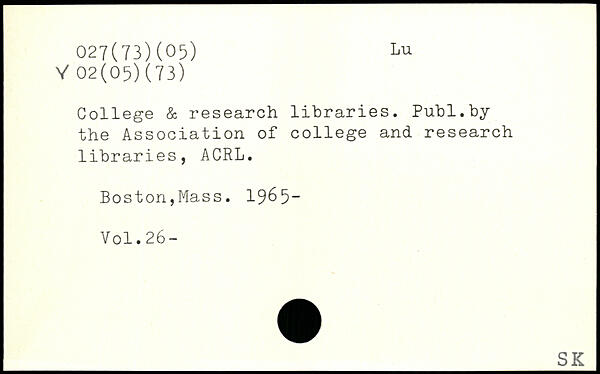 027(73)(05) Lu
Y 02(05)(73)
College & research libraries. Publ.by
the Association of college and research
libraries, ACRL.
Boston,Mass. 1965-
Vol.26-
SK